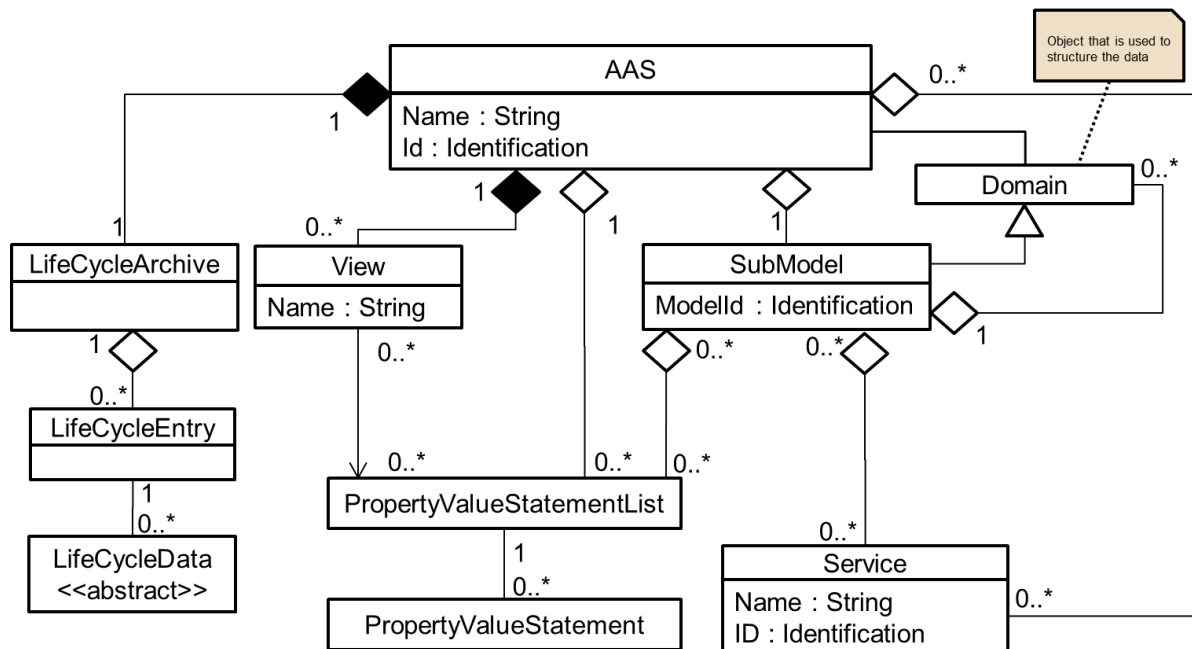 Object that is used to
structure the data
AAS
0..*
Name : String
Id : Identification
1
Domain
0..*
1
1
1
0..*
1
LifeCycleArchive
View
Name : String
SubModel
ModelId : Identification
1
0..*
0..*
0..*
1
0..*
LifeCycleEntry
0..*
0..*
0..*
1
0..*
PropertyValueStatementList
0..*
LifeCycleData
<<abstract>>
1
0..*
PropertyValueStatement
Service
Name : String
ID : Identification
0..*